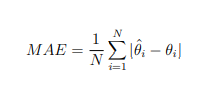 MAE = \frac{1}{N} \sum_{i=1}^{N} |\hat{\theta}_i - \theta_i|